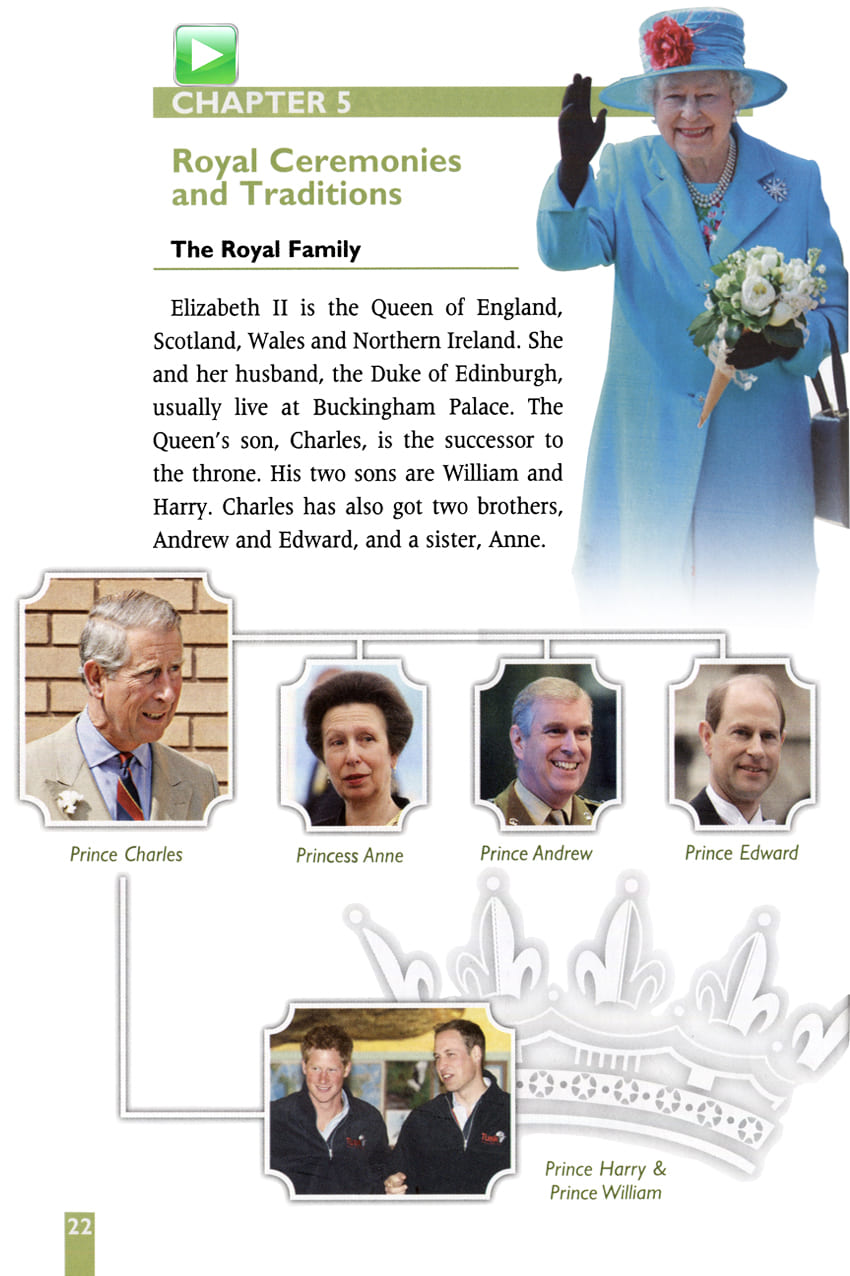 CHAPTER 5
Royal Ceremonies
and Traditions
The Royal Family
Elizabeth II is the Queen of England,
Scotland, Wales and Northern Ireland. She
and her husband, the Duke of Edinburgh,
usually live at Buckingham Palace. The
Queen's son, Charles, is the successor to
the throne. His two sons are William and
Harry. Charles has also got two brothers,
Andrew and Edward, and a sister, Anne.
Prince Charles
Princess Anne
Prince Andrew
Prince Edward
Prince Harry &
Prince William
22